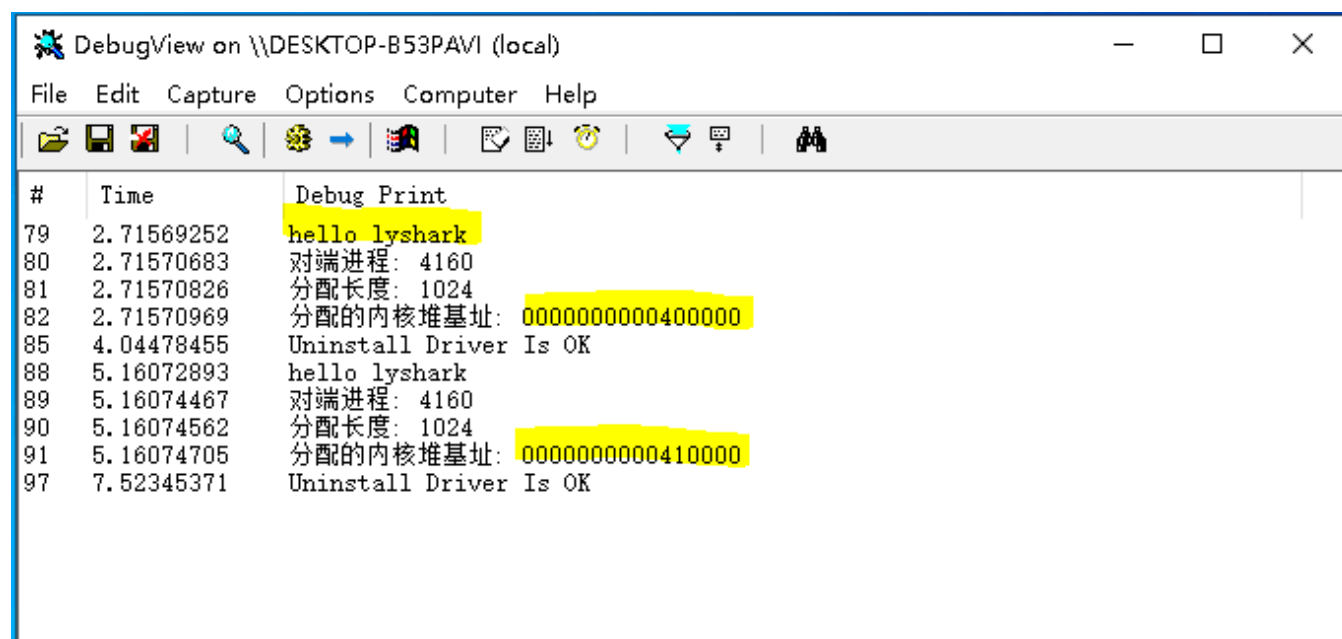 DebugView on \\DESKTOP-B53PAVI (local)
File Edit Capture Options Computer Help
# Time Debug Print
79 2.71569252 hello lyshark
80 2.71570683 对端进程: 4160
81 2.71570826 分配长度: 1024
82 2.71570969 分配的内核堆基址: 0000000000400000
85 4.04478455 Uninstall Driver Is OK
88 5.16072893 hello lyshark
89 5.16074467 对端进程: 4160
90 5.16074562 分配长度: 1024
91 5.16074705 分配的内核堆基址: 0000000000410000
97 7.52345371 Uninstall Driver Is OK